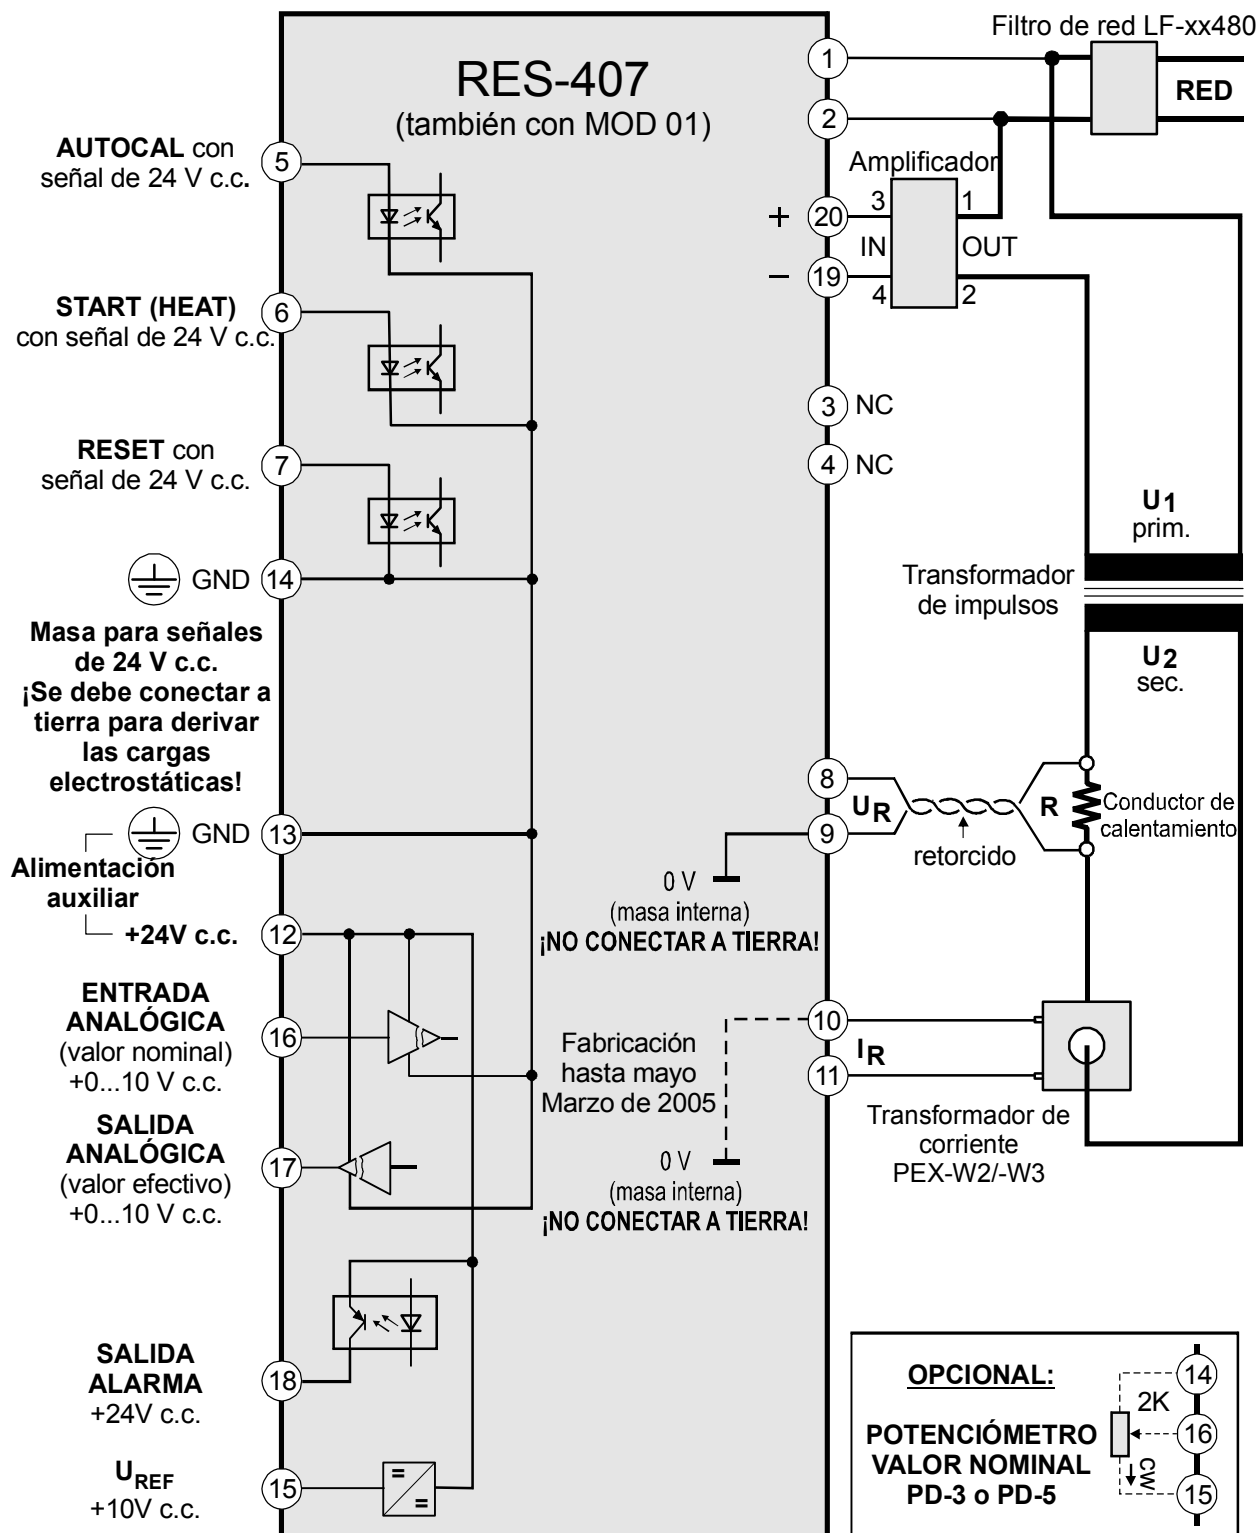 Filtro de red LF-xx480
RES-407
(también con MOD 01)
1
RED
2
AUTOCAL con
señal de 24 V c.c.
5
Amplificador
3
1
+
20
IN
OUT
−
19
4
2
START (HEAT)
con señal de 24 V c.c.
6
3
NC
RESET con
señal de 24 V c.c.
7
4
NC
U1
prim.
GND
14
Transformador
de impulsos
Masa para señales
de 24 V c.c.
¡Se debe conectar a
tierra para derivar
las cargas
electrostáticas!
U2
sec.
8
UR
R
Conductor de
calentamiento
9
retorcido
GND
13
Alimentación
auxiliar
0 V
(masa interna)
¡NO CONECTAR A TIERRA!
+24V c.c.
12
ENTRADA
ANALÓGICA
(valor nominal)
+0...10 V c.c.
16
10
IR
11
Fabricación
hasta mayo
Marzo de 2005
Transformador de
corriente
PEX-W2/-W3
SALIDA
ANALÓGICA
(valor efectivo)
+0...10 V c.c.
17
0 V
(masa interna)
¡NO CONECTAR A TIERRA!
SALIDA
ALARMA
+24V c.c.
18
UREF
+10V c.c.
15
=
=
OPCIONAL:
POTENCIÓMETRO
VALOR NOMINAL
PD-3 o PD-5
14
2K
16
CW
15